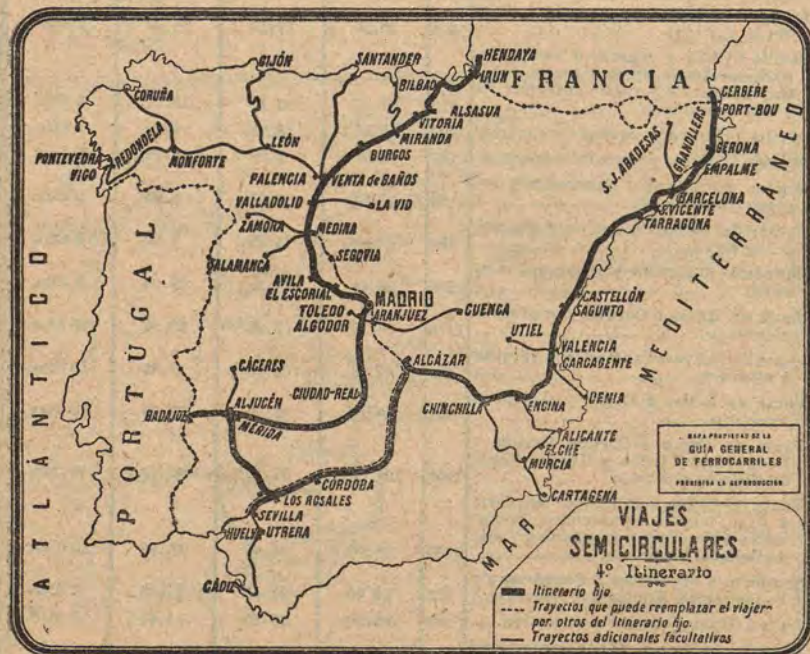 HENDAYA
IRUN
FRANCIA
CERBERE
PORT-BOU
GIJÓN
SANTANDER
BILBAO
CORUÑA
ALSASUA
VITORIA
MIRANDA
BURGOS
LEÓN
MONFORTE
REDONDELA
PONTEVEDRA
VIGO
S.J. ABADESAS
GRANOLLERS
GERONA
EMPALME
BARCELONA
S. VICENTE
TARRAGONA
PALENCIA
VENTA de BAÑOS
VALLADOLID
LA VID
ZAMORA
MEDINA
SEGOVIA
SALAMANCA
AVILA
EL ESCORIAL
MADRID
TOLEDO
ARANJUEZ
ALGODOR
CUENCA
CASTELLÓN
SAGUNTO
UTIEL
VALENCIA
CARCAGENTE
DENIA
ALCÁZAR
CÁCERES
CIUDAD-REAL
ALJUCÉN
BADAJOZ
MÉRIDA
CHINCHILLA
ENCINA
ALICANTE
ELCHE
MURCIA
CARTAGENA
CÓRDOBA
LOS ROSALES
SEVILLA
HUELV
UTRERA
CÁDIZ
ATLÁNTICO
PORTUGAL
MAR
MEDITERRÁNEO
MAPA PROPIEDAD DE LA
GUÍA GENERAL
DE FERROCARRILES
PROHIBIDA LA REPRODUCCIÓN
VIAJES
SEMICIRCULARES
4.º Itinerario
Itinerario fijo.
Trayectos que puede reemplazar el viajero
por otros del Itinerario fijo.
Trayectos adicionales facultativos